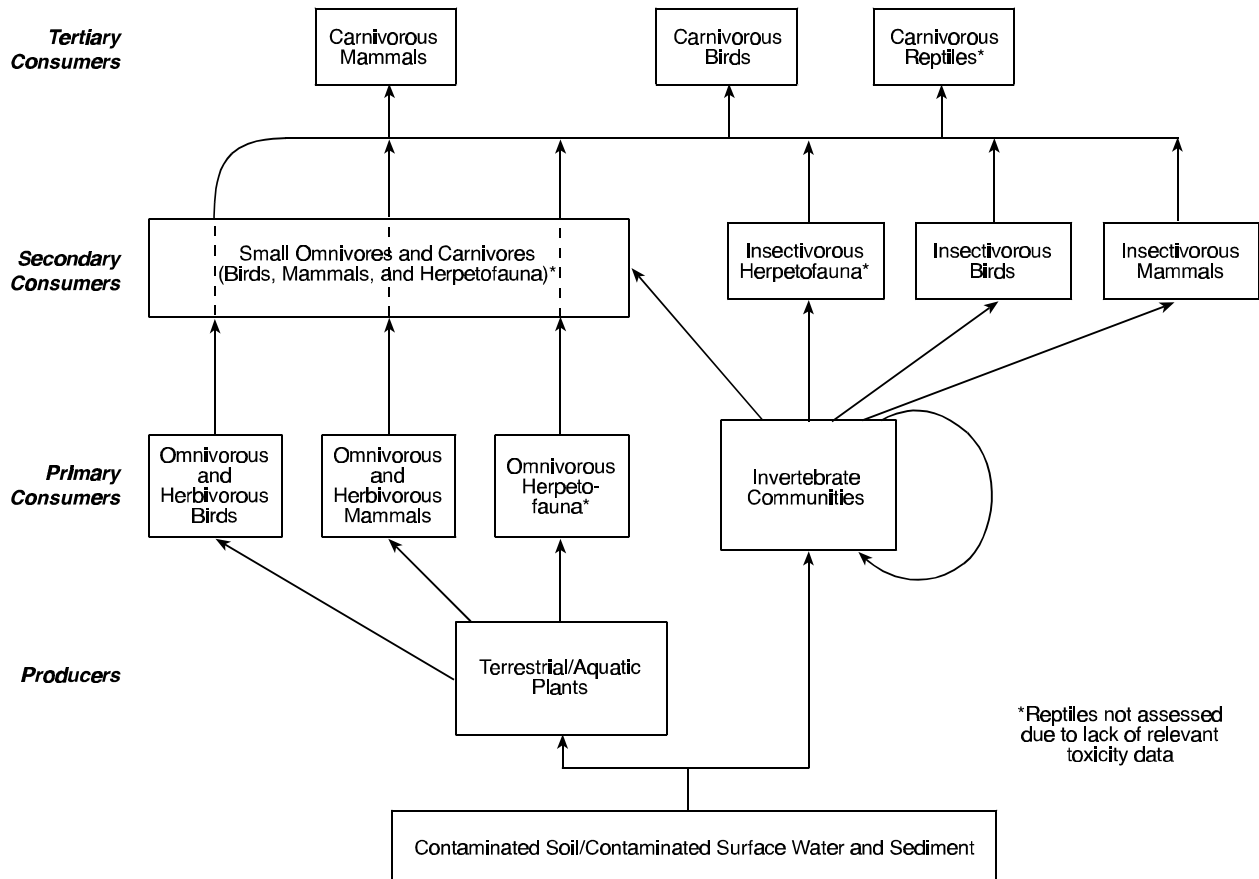 Tertiary
Consumers
Carnivorous
Mammals
Carnivorous
Birds
Carnivorous
Reptiles*
Secondary
Consumers
Small Omnivores and Carnivores
(Birds, Mammals, and Herpetofauna)*
Insectivorous
Herpetofauna*
Insectivorous
Birds
Insectivorous
Mammals
PrImary
Consumers
Omnivorous
and
Herbivorous
Birds
Omnivorous
and
Herbivorous
Mammals
Omnivorous
Herpeto-
fauna*
Invertebrate
Communities
Producers
Terrestrial/Aquatic
Plants
*Reptiles not assessed
due to lack of relevant
toxicity data
Contaminated Soil/Contaminated Surface Water and Sediment